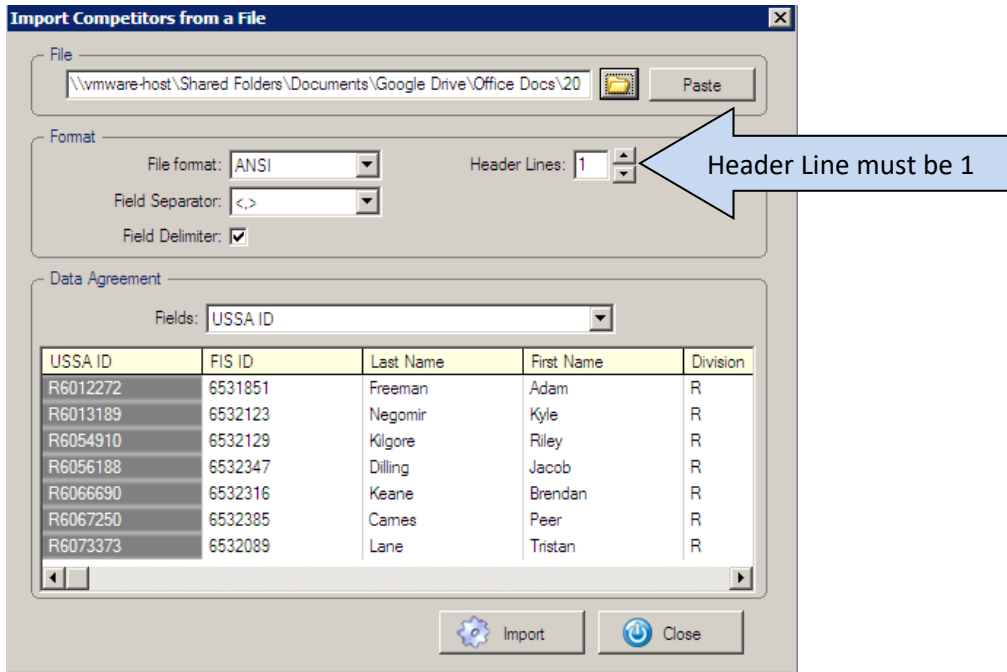 Import Competitors from a File
File
\\vmware-host\Shared Folders\Documents\Google Drive\Office Docs\20
Paste
Format
File format: ANSI
Header Lines: 1
Header Line must be 1
Field Separator: <,>
Field Delimiter:
Data Agreement
Fields: USSA ID
USSA ID FIS ID Last Name First Name Division
R6012272 6531851 Freeman Adam R
R6013189 6532123 Negomir Kyle R
R6054910 6532129 Kilgore Riley R
R6056188 6532347 Dilling Jacob R
R6066690 6532316 Keane Brendan R
R6067250 6532385 Cames Peer R
R6073373 6532089 Lane Tristan R
Import
Close